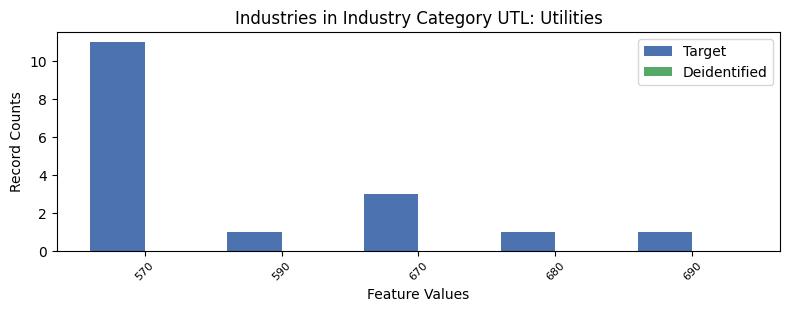 Industries in Industry Category UTL: Utilities
Target
Deidentified
Record Counts
10
8
6
4
2
0
570
590
670
680
690
Feature Values